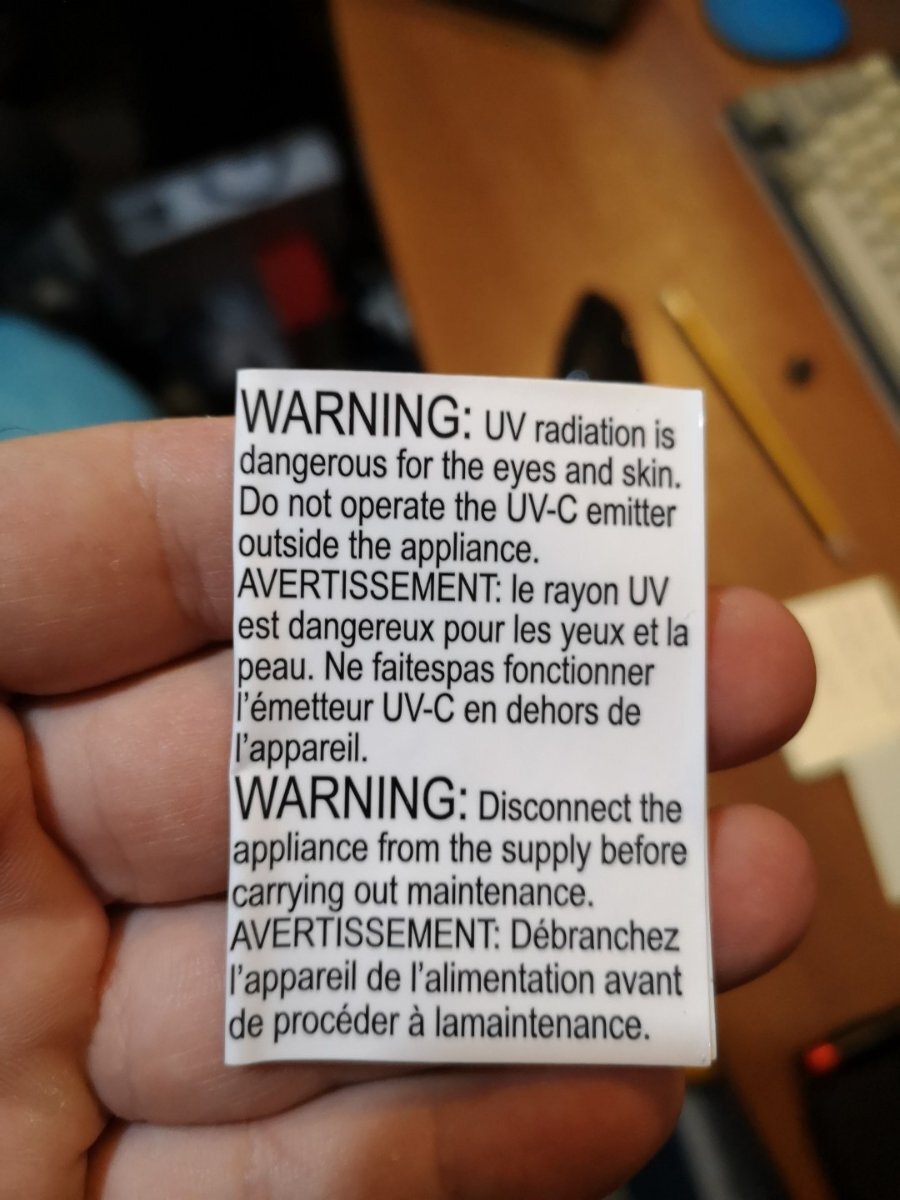 WARNING: UV radiation is
dangerous for the eyes and skin.
Do not operate the UV-C emitter
outside the appliance.
AVERTISSEMENT: le rayon UV
est dangereux pour les yeux et la
peau. Ne faitespas fonctionner
l'émetteur UV-C en dehors de
l'appareil.
WARNING: Disconnect the
appliance from the supply before
carrying out maintenance.
AVERTISSEMENT: Débranchez
l'appareil de l'alimentation avant
de procéder à lamaintenance.